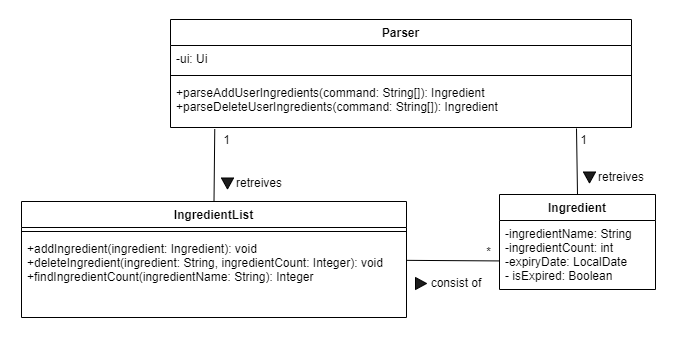 Parser
-ui: Ui
+parseAddUserIngredients(command: String[]): Ingredient
+parseDeleteUserIngredients(command: String[]): Ingredient
1
1
retreives
retreives
IngredientList
+addIngredient(ingredient: Ingredient): void
+deleteIngredient(ingredient: String, ingredientCount: Integer): void
+findIngredientCount(ingredientName: String): Integer
*
consist of
Ingredient
-ingredientName: String
-ingredientCount: int
-expiryDate: LocalDate
- isExpired: Boolean